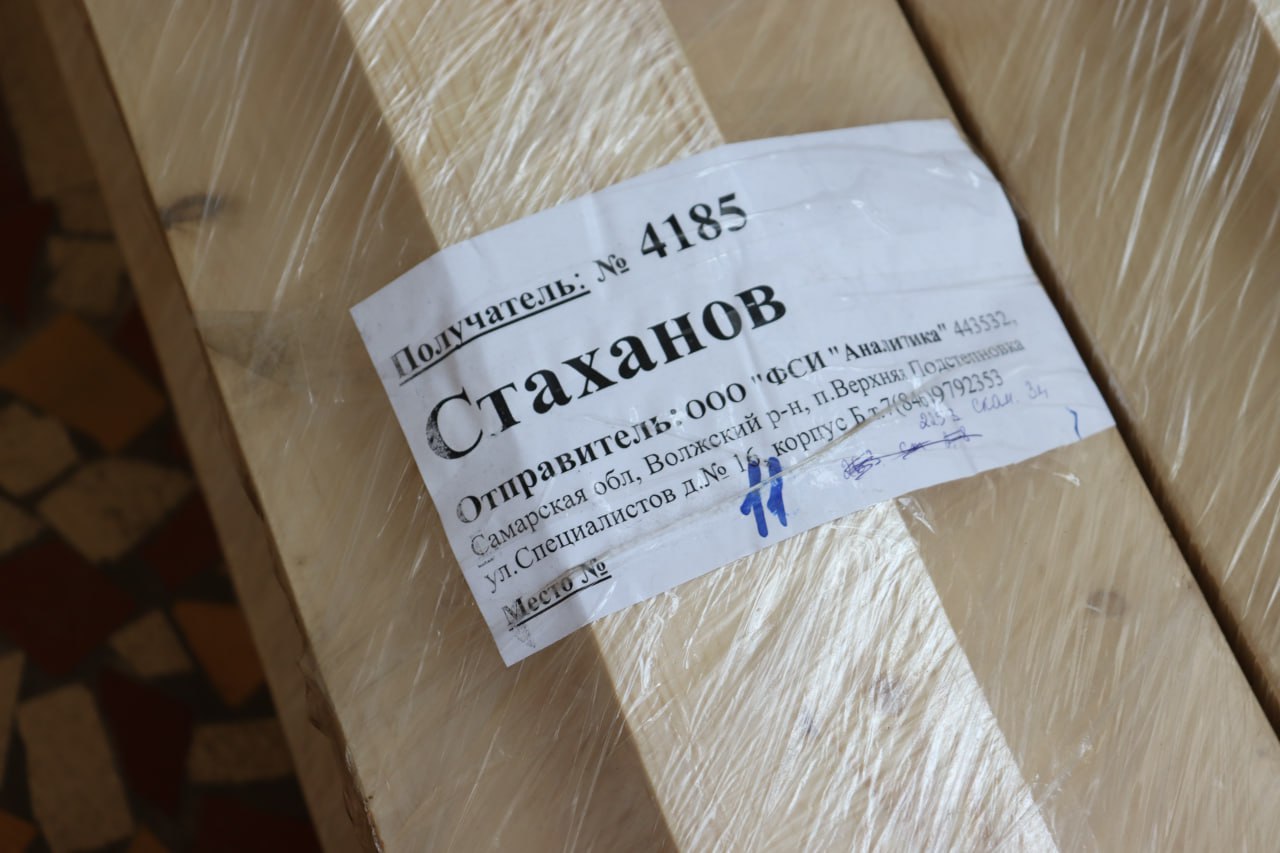 Получатель: № 4185
Стаханов
Отправитель: ООО "ФСИ "Аналитика" 443532,
Самарская обл, Волжский р-н, п.Верхняя Подстепновка
ул.Специалистов д.№ 16, корпус Б т.7(846)9792353
Место №
11